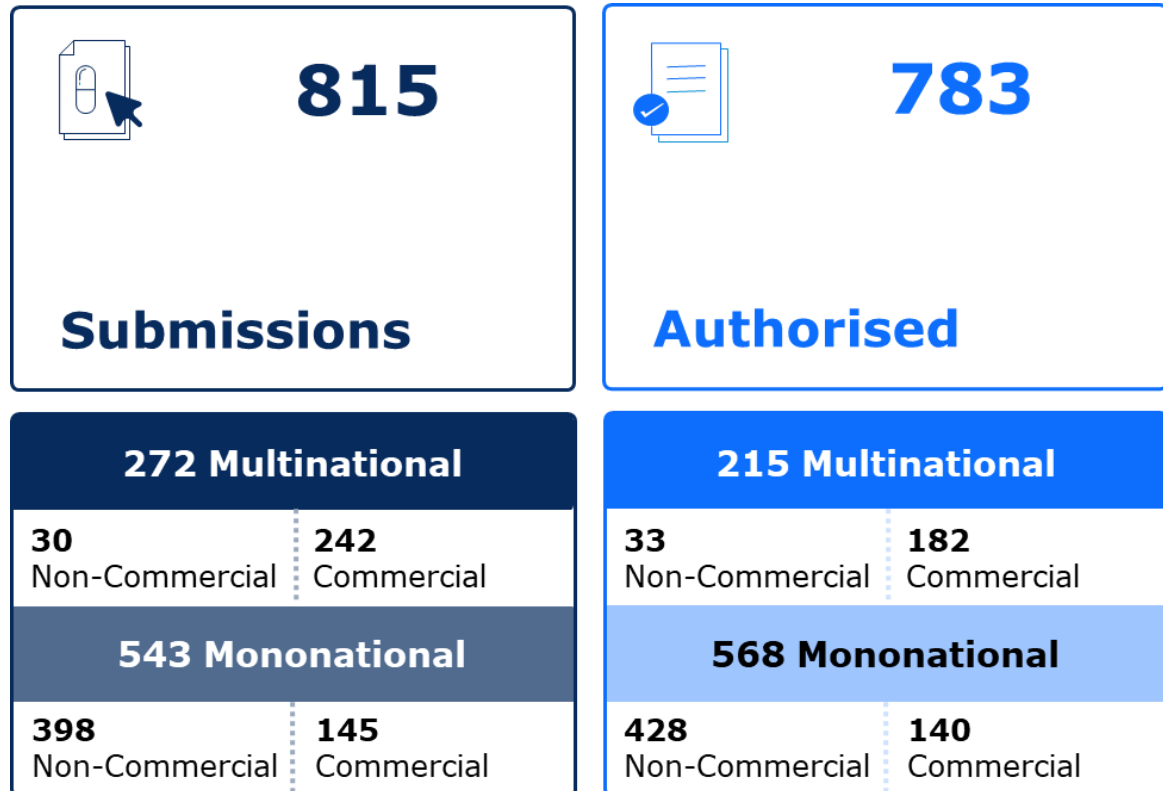 815
Submissions
783
Authorised
272 Multinational
30
Non-Commercial
242
Commercial
543 Mononational
398
Non-Commercial
145
Commercial
215 Multinational
33
Non-Commercial
182
Commercial
568 Mononational
428
Non-Commercial
140
Commercial